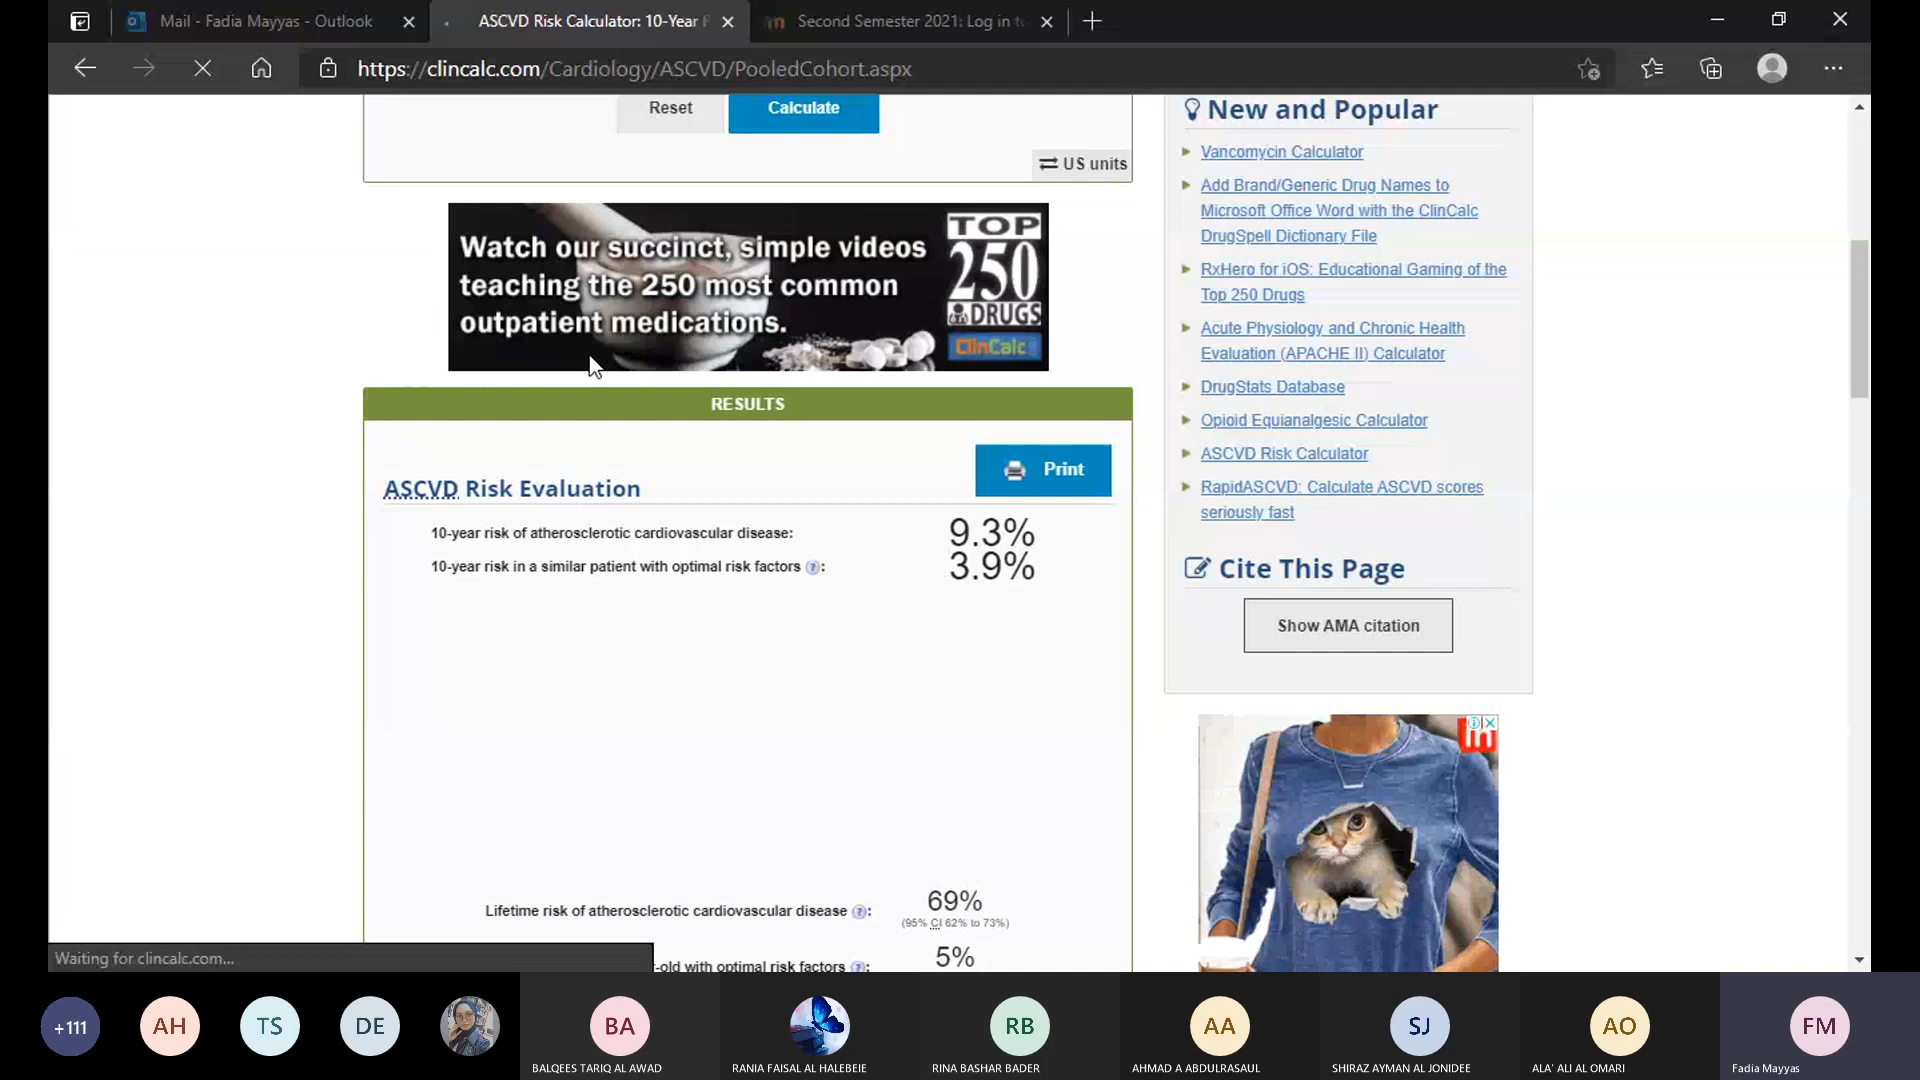 Mail - Fadia Mayyas - Outlook
ASCVD Risk Calculator: 10-Year
Second Semester 2021: Log in t
https://clincalc.com/Cardiology/ASCVD/PooledCohort.aspx
Reset
Calculate
US units
Watch our succinct, simple videos
teaching the 250 most common
outpatient medications.
TOP
250
DRUGS
ClinCalc
RESULTS
Print
ASCVD Risk Evaluation
10-year risk of atherosclerotic cardiovascular disease:
9.3%
10-year risk in a similar patient with optimal risk factors ?:
3.9%
Lifetime risk of atherosclerotic cardiovascular disease ?:
69%
(95% CI 62% to 73%)
-old with optimal risk factors ?:
5%
New and Popular
Vancomycin Calculator
Add Brand/Generic Drug Names to
Microsoft Office Word with the ClinCalc
DrugSpell Dictionary File
RxHero for iOS: Educational Gaming of the
Top 250 Drugs
Acute Physiology and Chronic Health
Evaluation (APACHE II) Calculator
DrugStats Database
Opioid Equianalgesic Calculator
ASCVD Risk Calculator
RapidASCVD: Calculate ASCVD scores
seriously fast
Cite This Page
Show AMA citation
Waiting for clincalc.com...
+111
AH
TS
DE
BA
BALQEES TARIQ AL AWAD
RANIA FAISAL AL HALEBEIE
RB
RINA BASHAR BADER
AA
AHMAD A ABDULRASAUL
SJ
SHIRAZ AYMAN AL JONIDEE
AO
ALA' ALI AL OMARI
FM
Fadia Mayyas